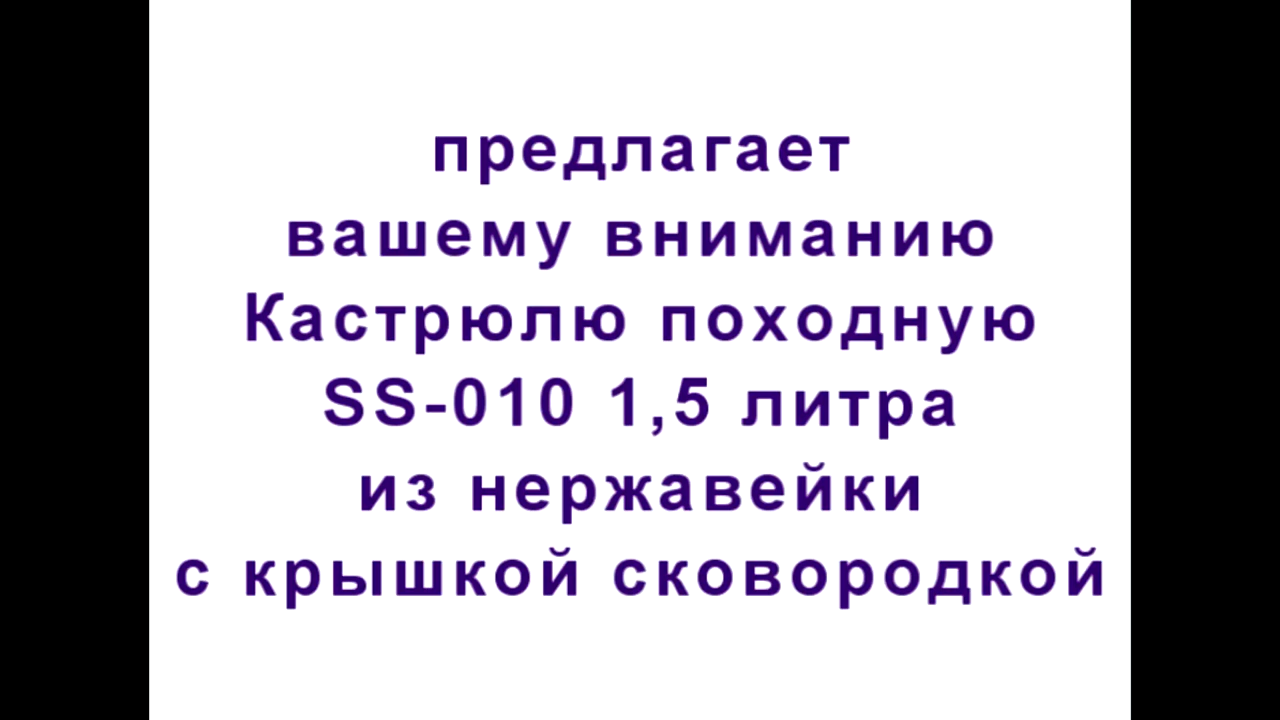 предлагает
вашему вниманию
Кастрюлю походную
SS-010 1,5 литра
из нержавейки
с крышкой сковородкой